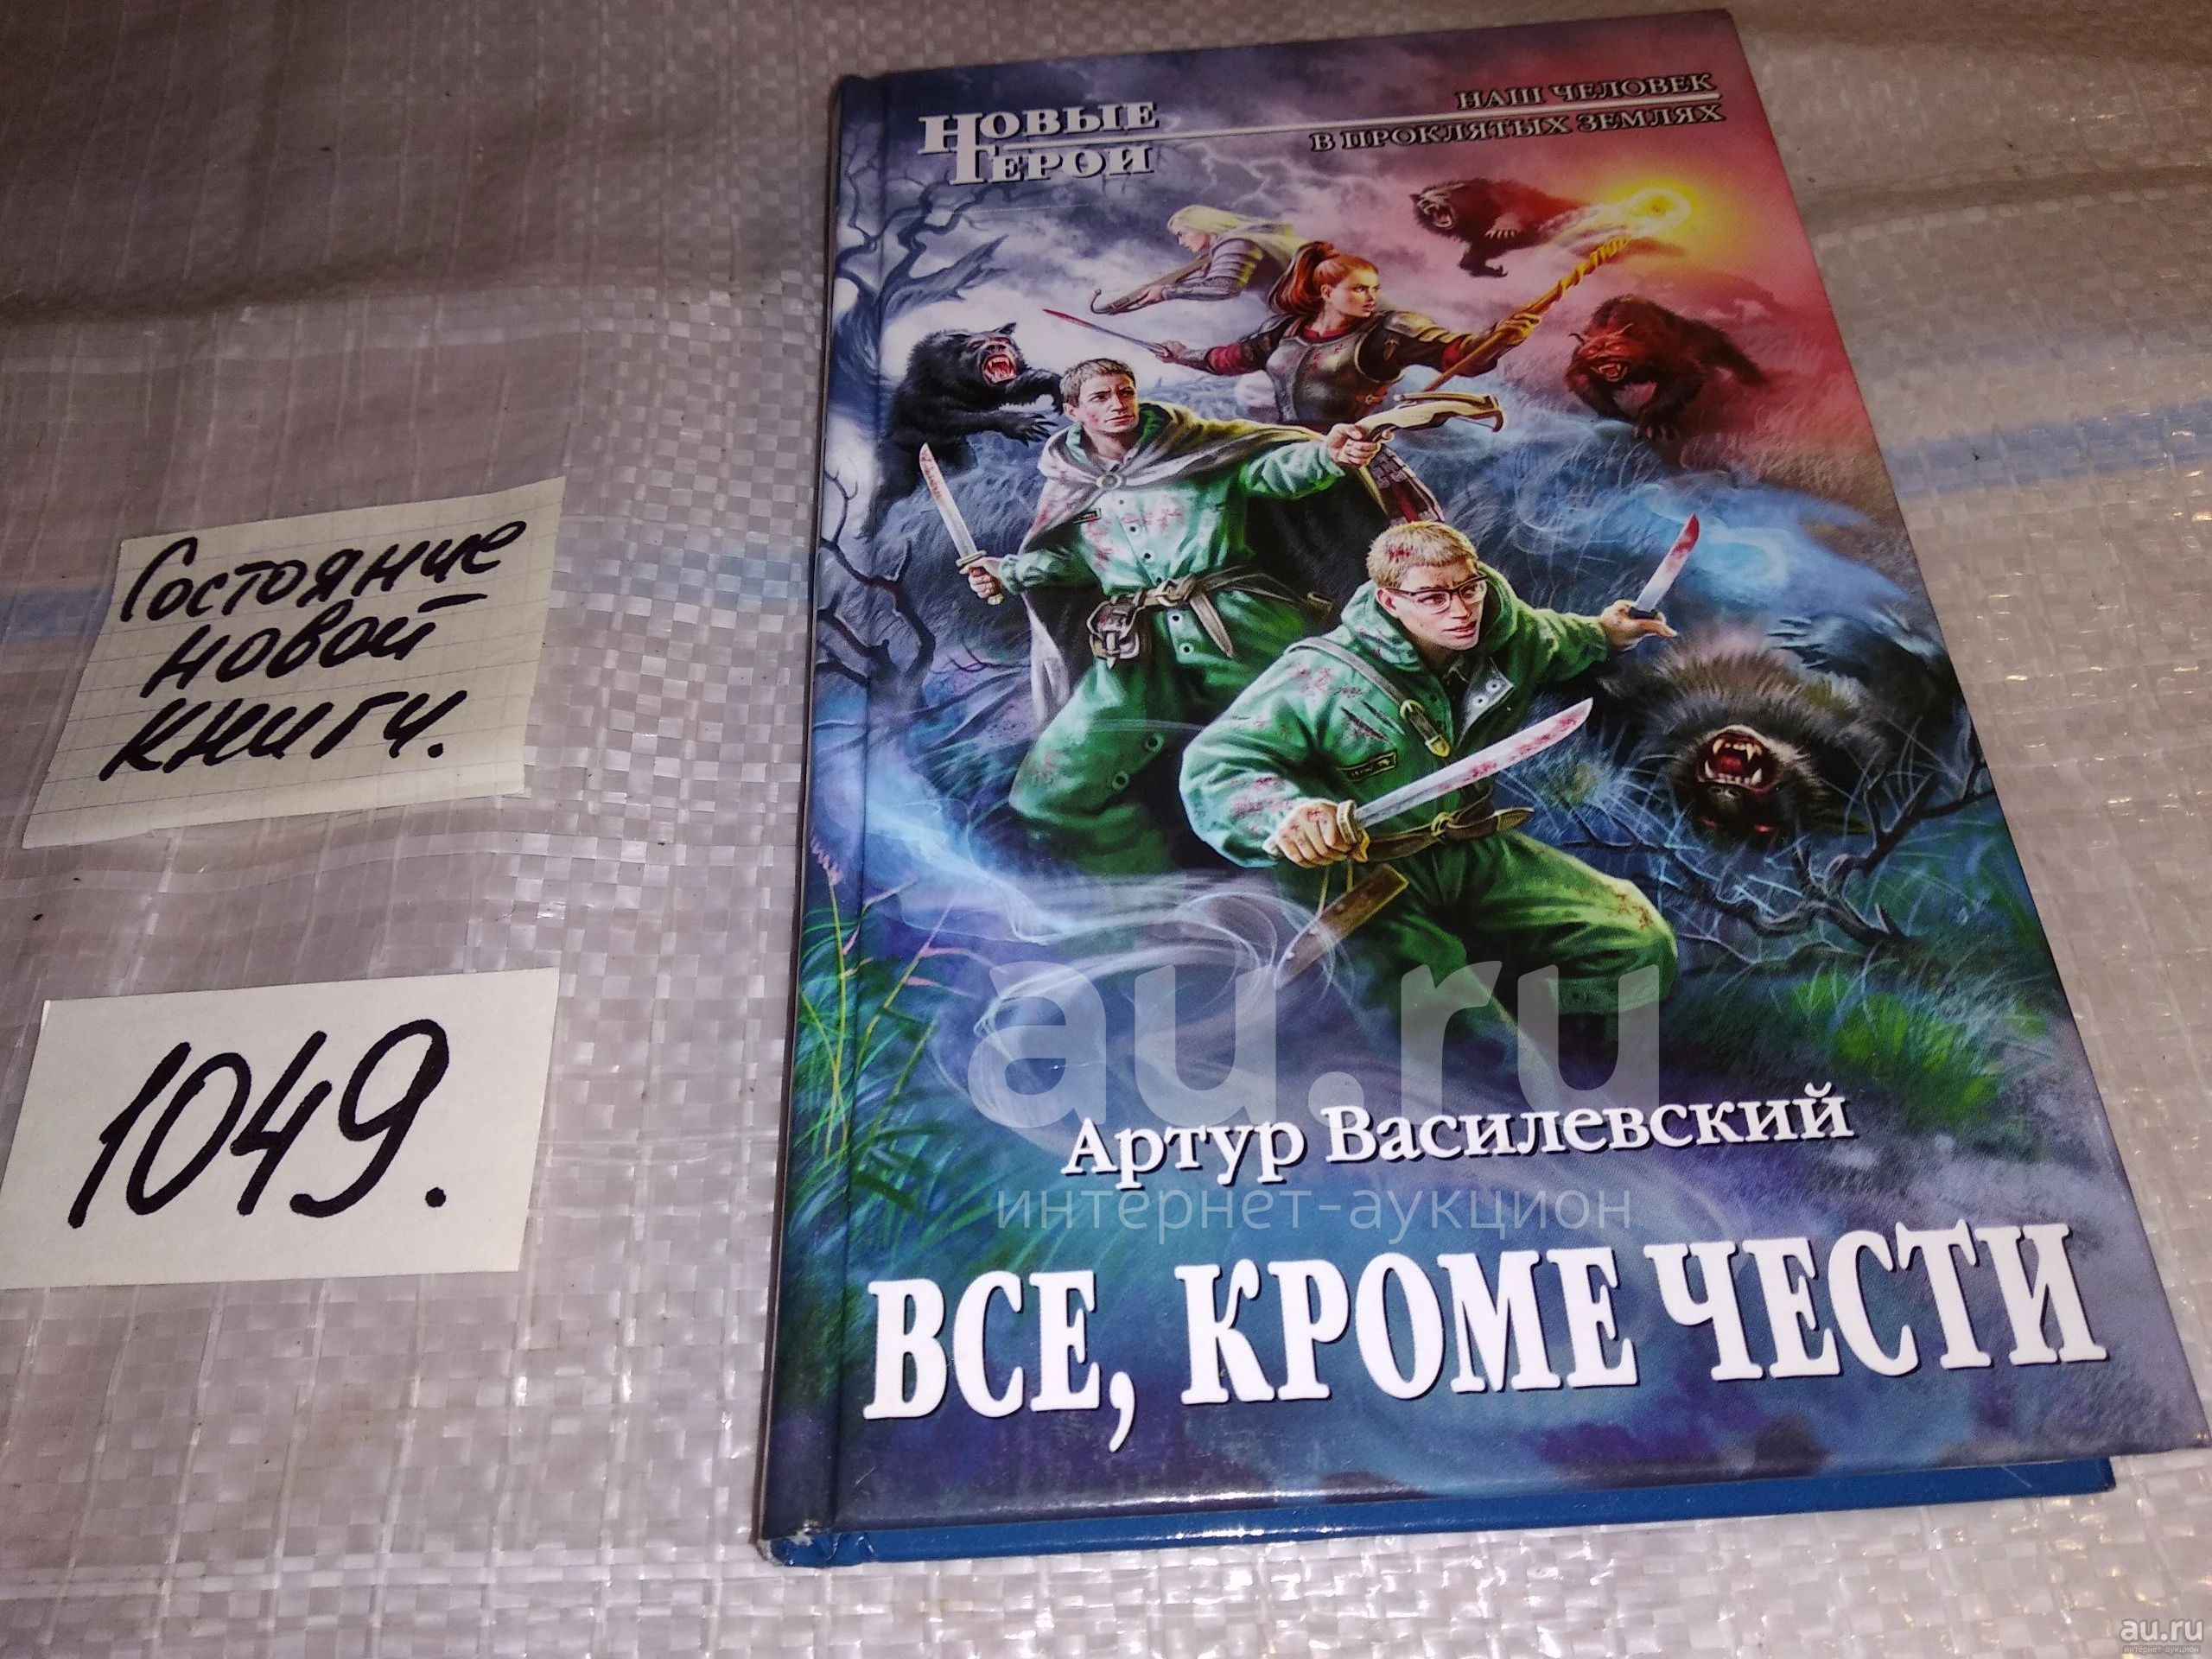 НОВЫЕ
ГЕРОИ
НАШ ЧЕЛОВЕК
В ПРОКЛЯТЫХ ЗЕМЛЯХ
Состояние
новой
книги.
1049.
au.ru
Артур Василевский
интернет-аукцион
ВСЕ, КРОМЕ ЧЕСТИ
au.ru
интернет-аукцион